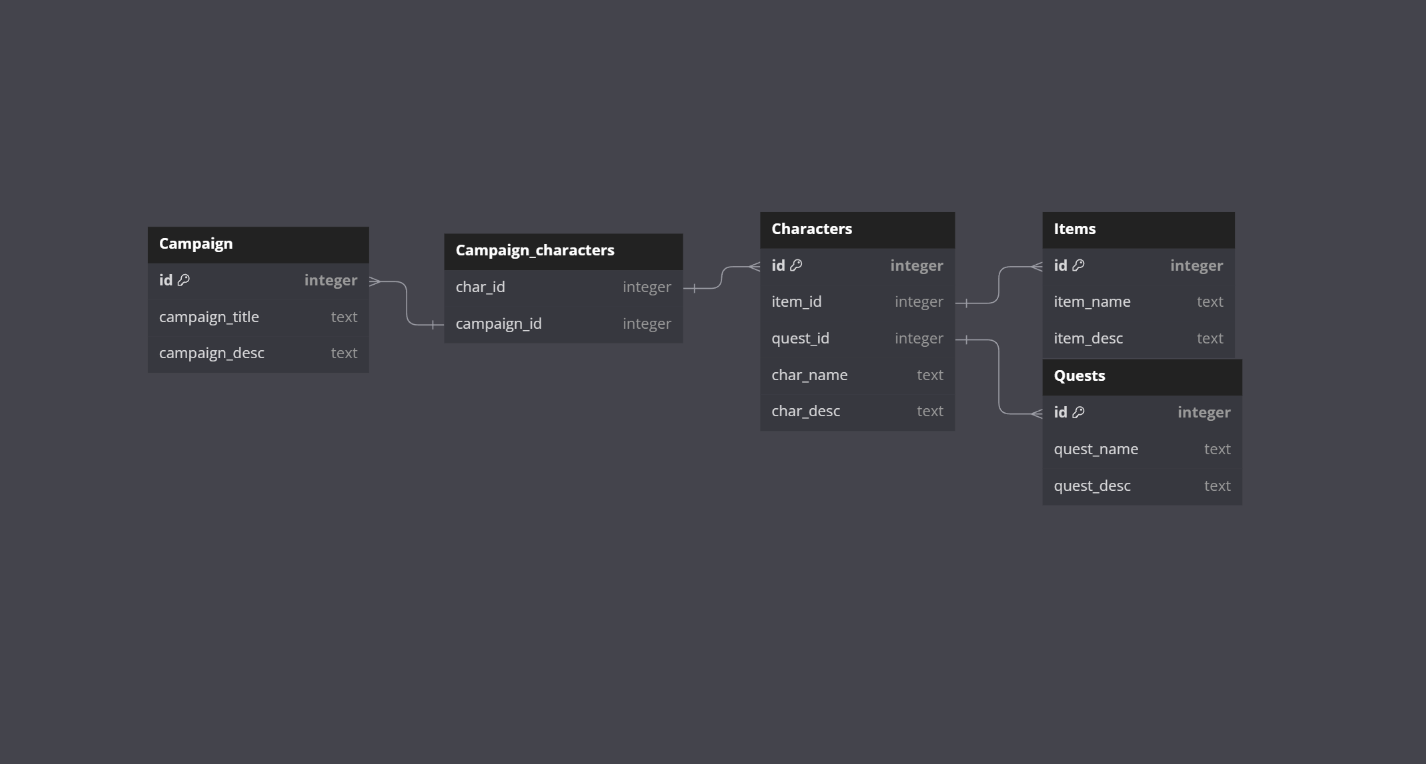 Campaign
id integer
campaign_title text
campaign_desc text
Campaign_characters
char_id integer
campaign_id integer
Characters
id integer
item_id integer
quest_id integer
char_name text
char_desc text
Items
id integer
item_name text
item_desc text
Quests
id integer
quest_name text
quest_desc text